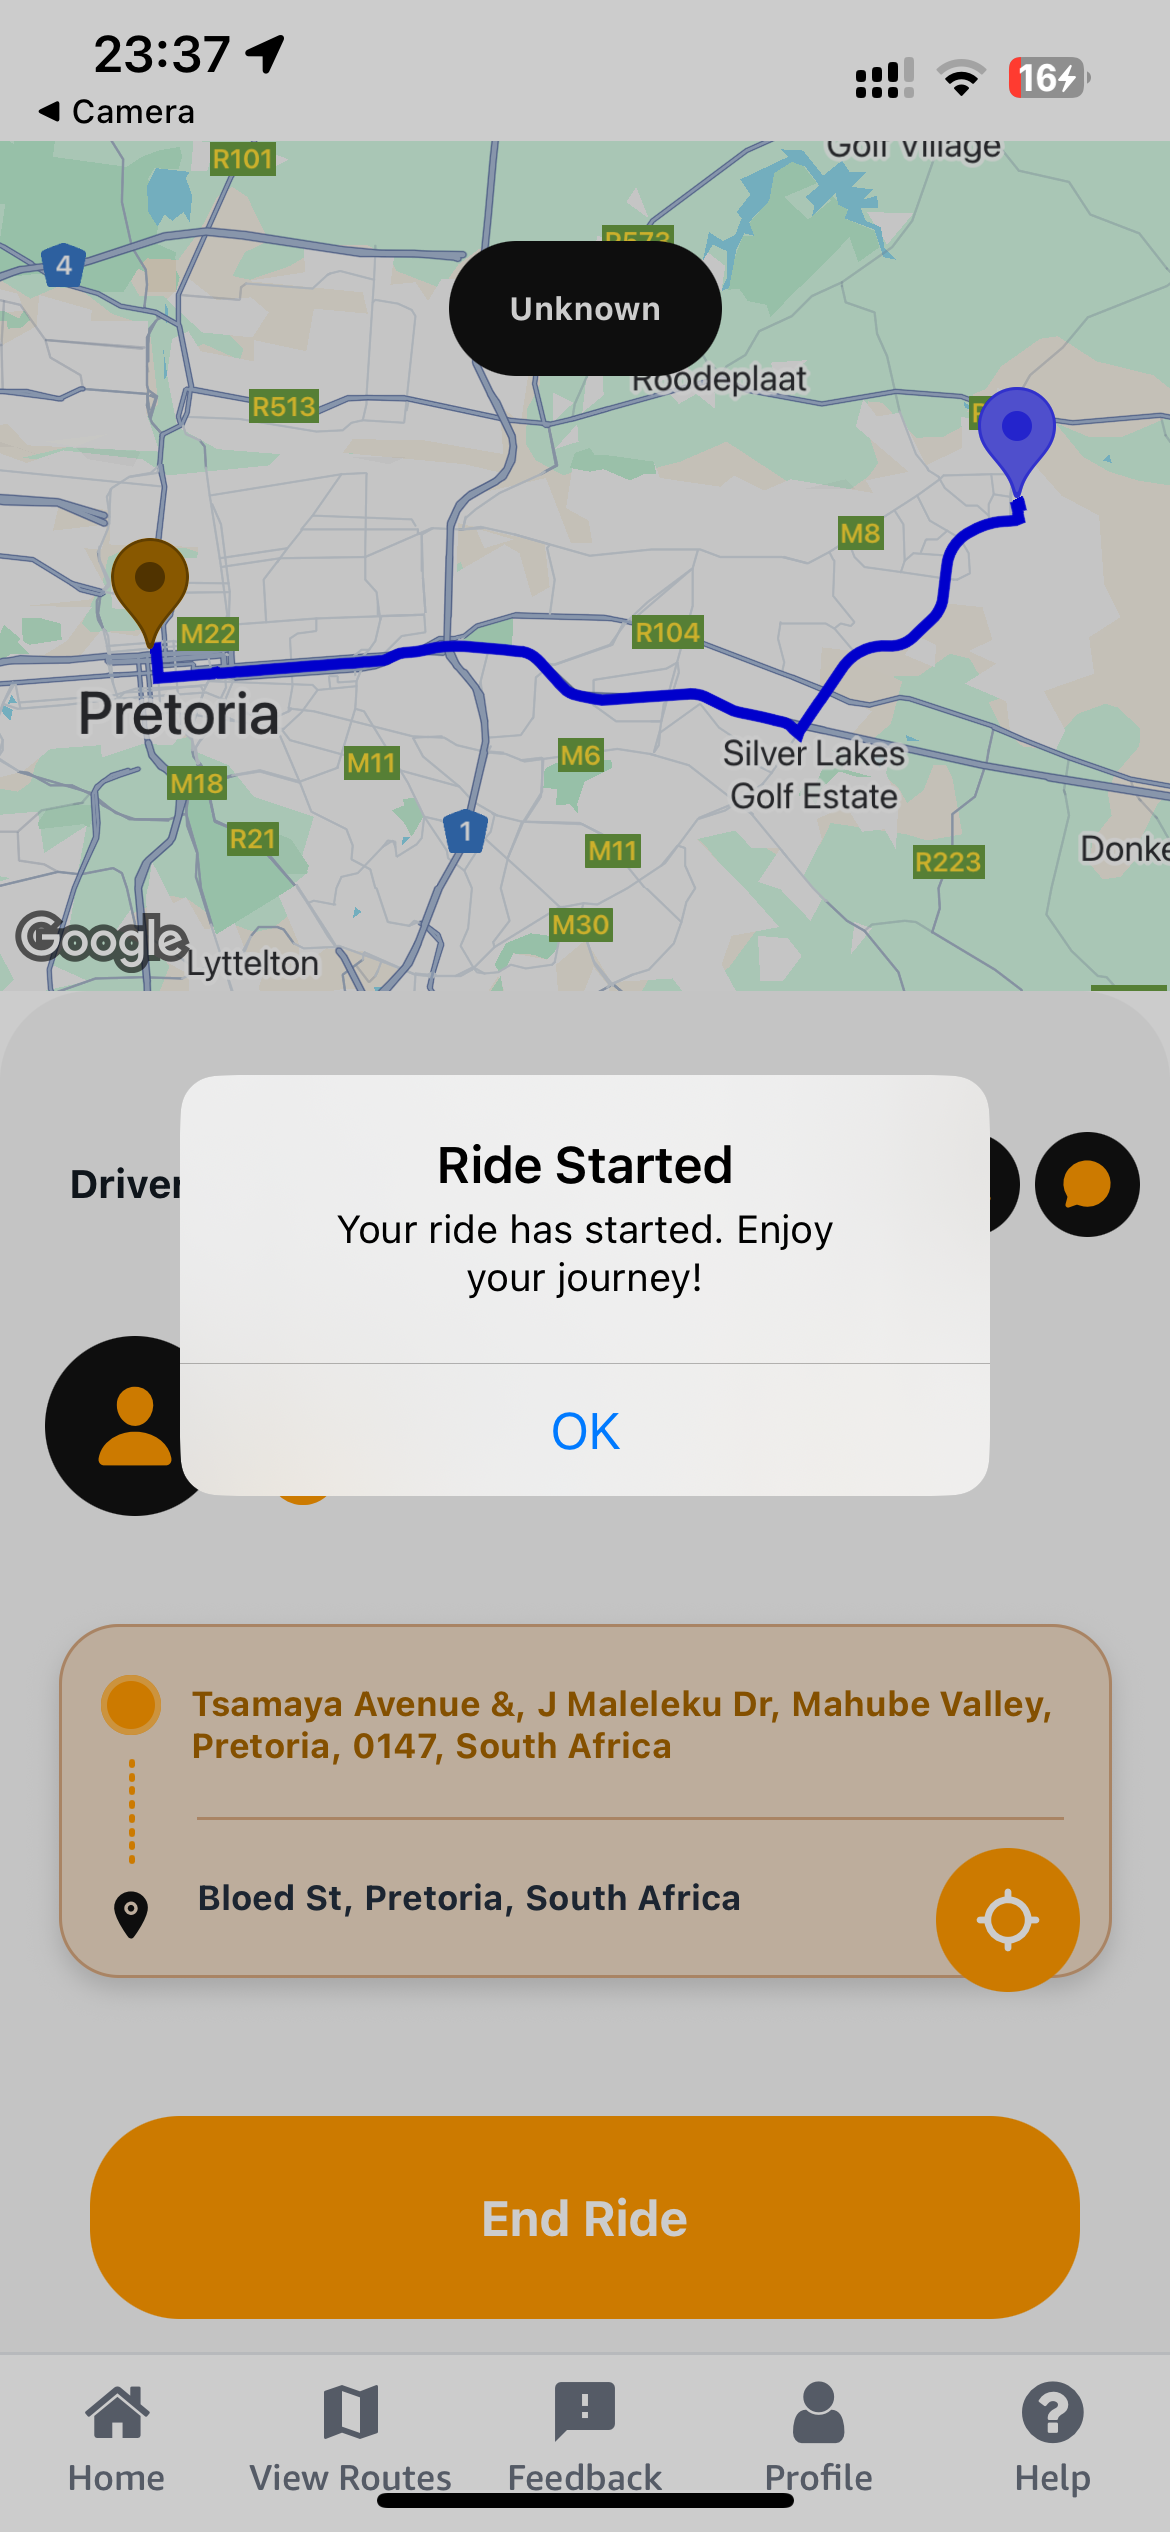 23:37
16
Camera
R101
Golf Village
4
R573
Unknown
Roodeplaat
R513
M8
M22
R104
Pretoria
M11
M6
Silver Lakes
Golf Estate
M18
R21
1
M11
R223
M30
Google
Lyttelton
Driver
Ride Started
Your ride has started. Enjoy
your journey!
OK
Tsamaya Avenue &, J Maleleku Dr, Mahube Valley,
Pretoria, 0147, South Africa
Bloed St, Pretoria, South Africa
End Ride
Home
View Routes
Feedback
Profile
Help